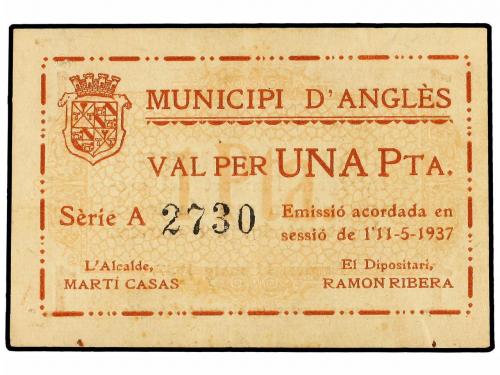 MUNICIPI D'ANGLÈS
VAL PER UNA PTA.
Sèrie A 2730
Emissió acordada en
sessió de l'11-5-1937
L'Alcalde,
MARTÍ CASAS
El Dipositari,
RAMON RIBERA